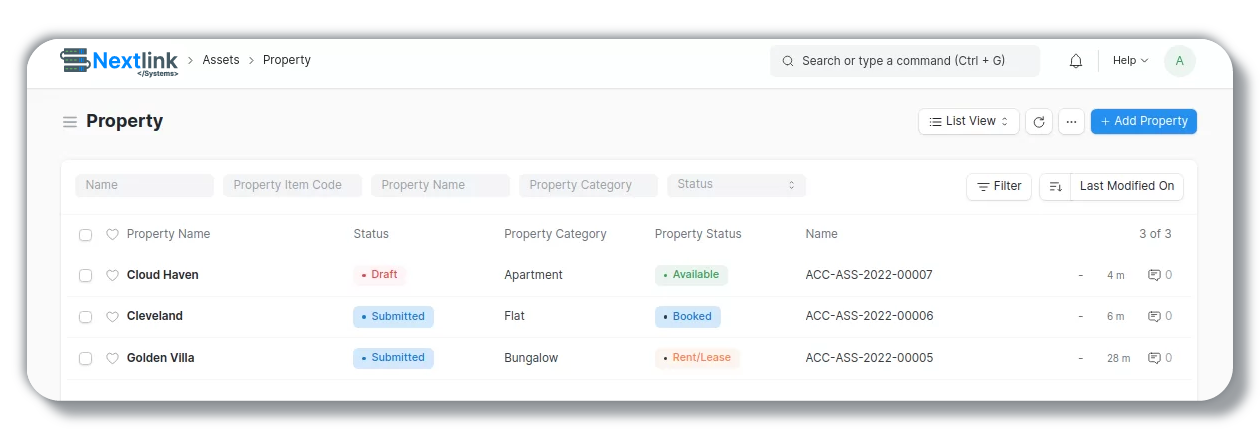 Nextlink
</Systems>
Assets
Property
Search or type a command (Ctrl + G)
Help
A
Property
List View
···
+ Add Property
Name
Property Item Code
Property Name
Property Category
Status
Filter
Last Modified On
Property Name Status Property Category Property Status Name 3 of 3
Cloud Haven Draft Apartment Available ACC-ASS-2022-00007 - 4 m 0
Cleveland Submitted Flat Booked ACC-ASS-2022-00006 - 6 m 0
Golden Villa Submitted Bungalow Rent/Lease ACC-ASS-2022-00005 - 28 m 0